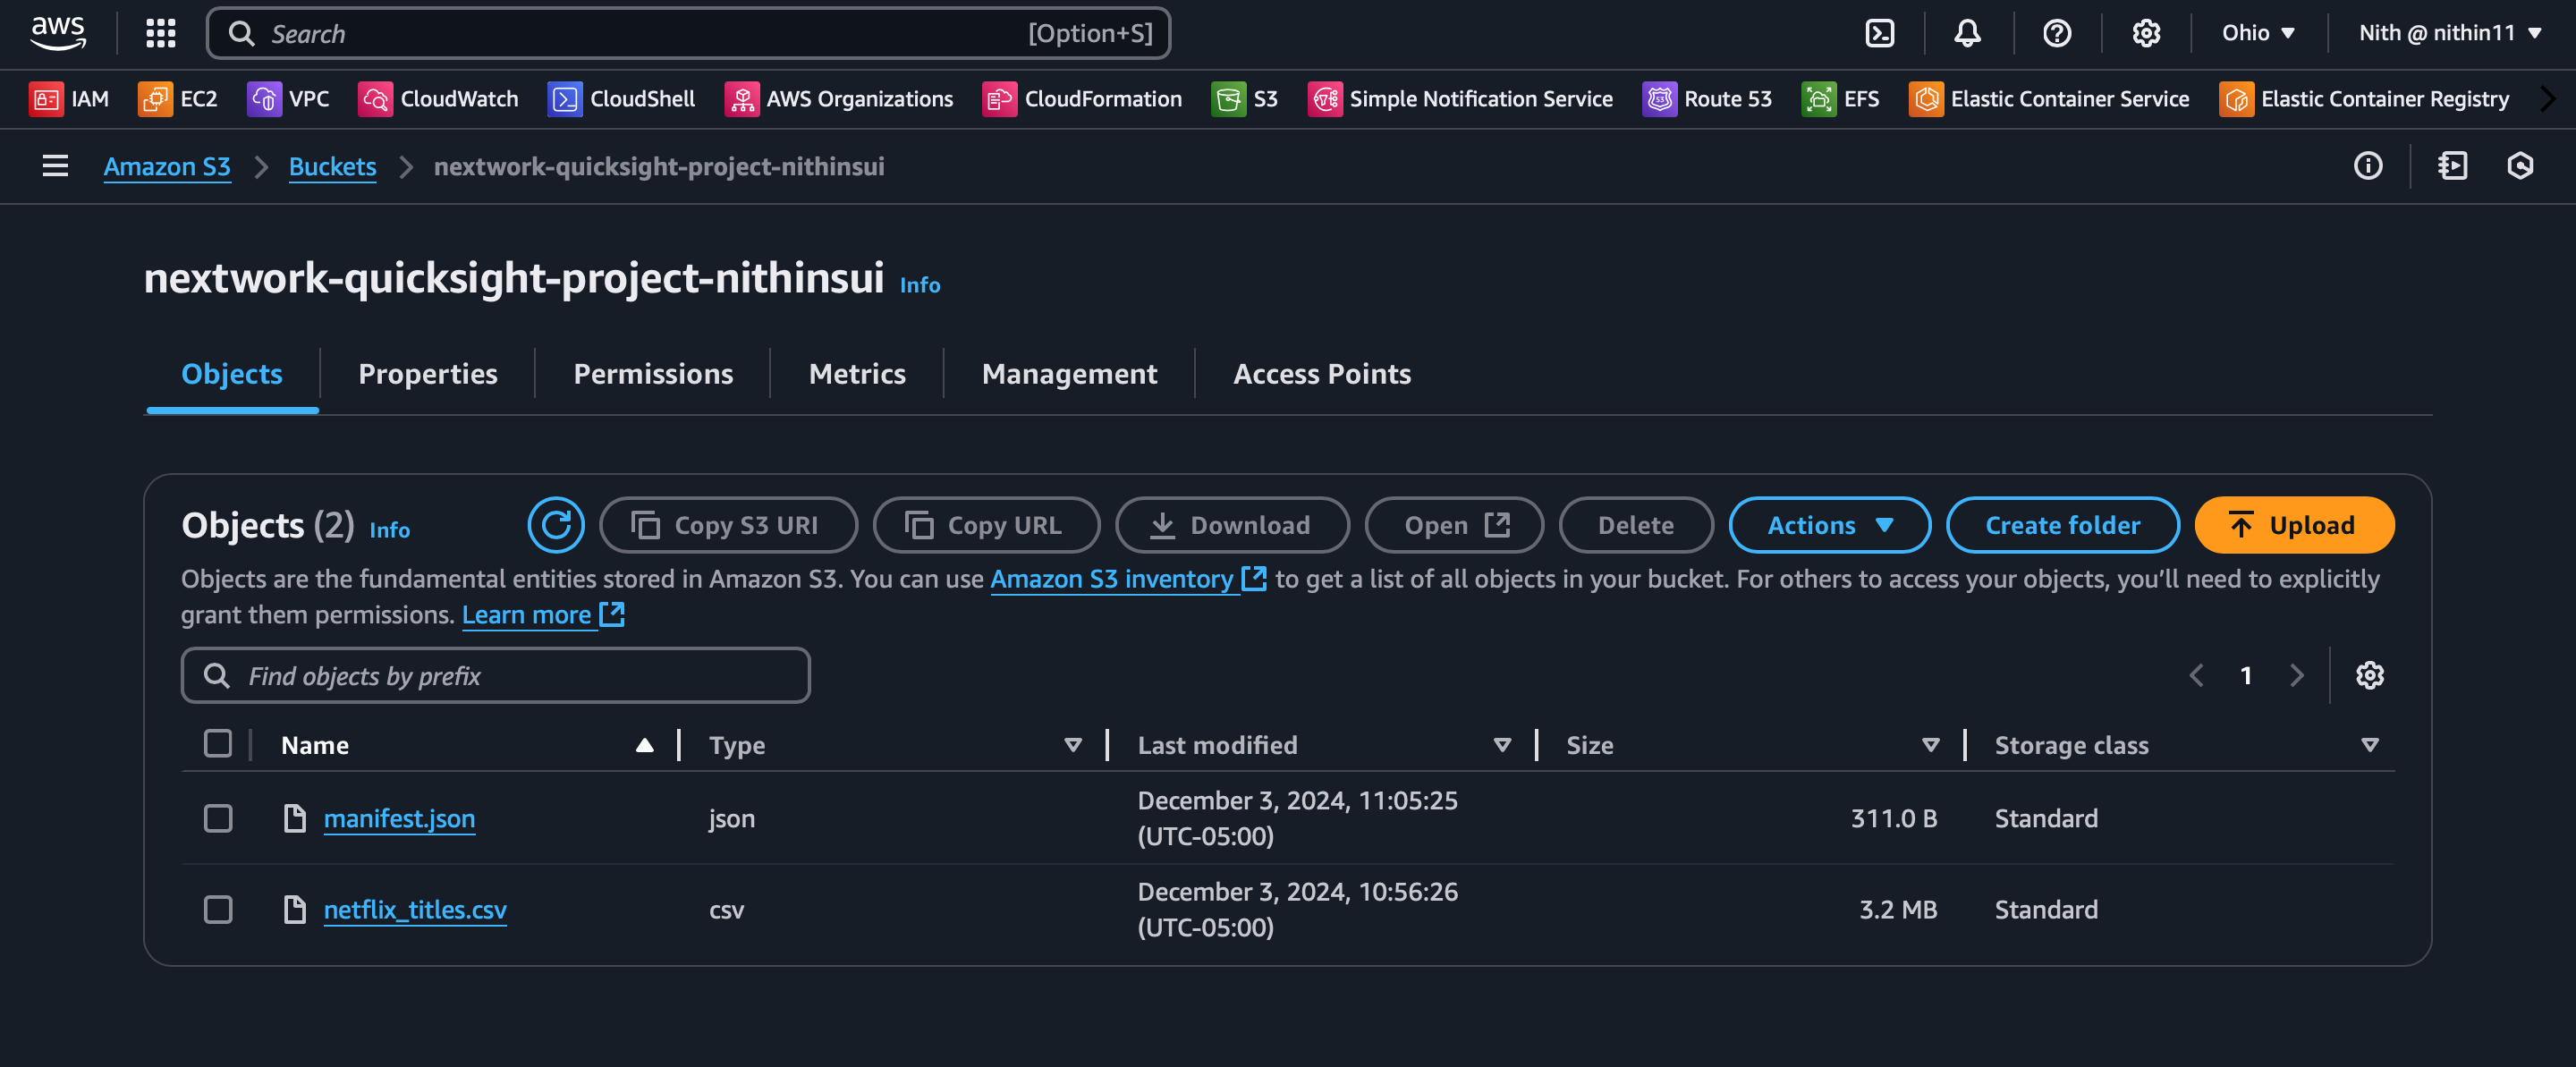 aws Search [Option+S] Ohio Nith @ nithin11
IAM EC2 VPC CloudWatch CloudShell AWS Organizations CloudFormation S3 Simple Notification Service Route 53 EFS Elastic Container Service Elastic Container Registry
Amazon S3 Buckets nextwork-quicksight-project-nithinsui
nextwork-quicksight-project-nithinsui Info
Objects Properties Permissions Metrics Management Access Points
Objects (2) Info Copy S3 URI Copy URL Download Open Delete Actions Create folder Upload
Objects are the fundamental entities stored in Amazon S3. You can use Amazon S3 inventory to get a list of all objects in your bucket. For others to access your objects, you’ll need to explicitly
grant them permissions. Learn more
Find objects by prefix 1
Name Type Last modified Size Storage class
manifest.json json December 3, 2024, 11:05:25 (UTC-05:00) 311.0 B Standard
netflix_titles.csv csv December 3, 2024, 10:56:26 (UTC-05:00) 3.2 MB Standard